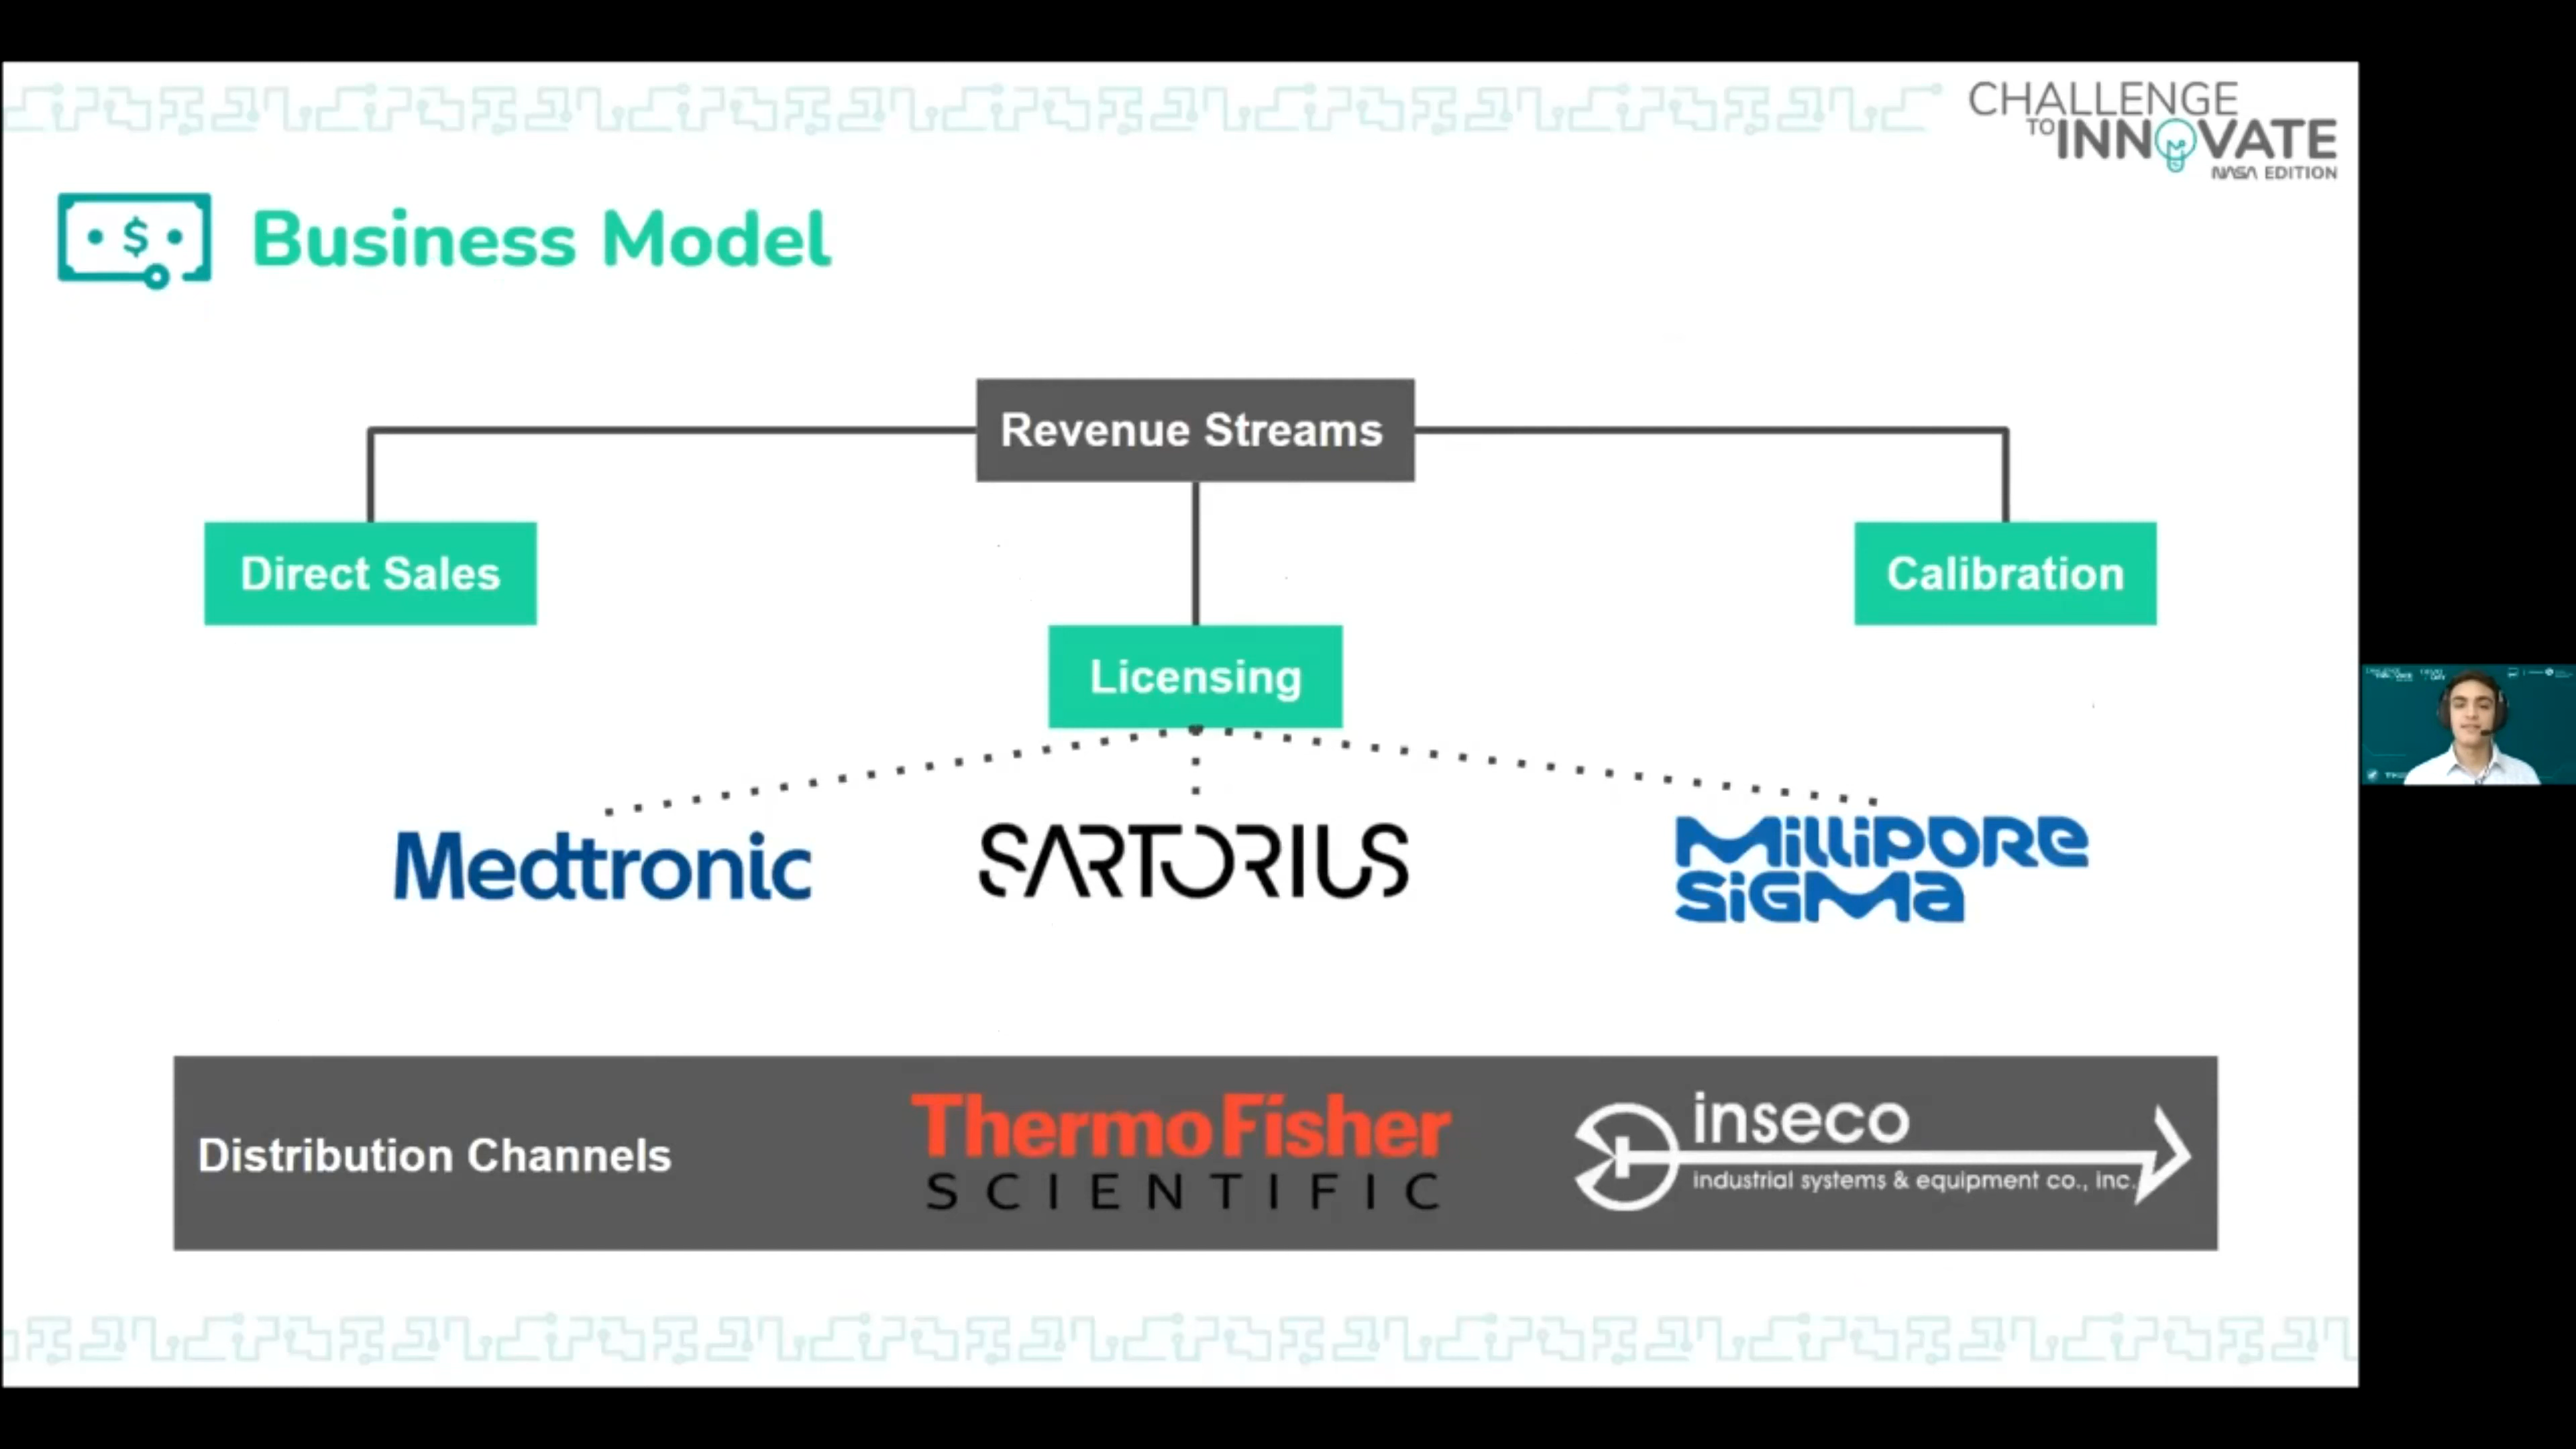 CHALLENGE
TO INNOVATE
NASA EDITION
$
Business Model
Revenue Streams
Direct Sales
Calibration
Licensing
Medtronic
SARTORIUS
MilliPORe
SiGMa
Distribution Channels
ThermoFisher
SCIENTIFIC
inseco
industrial systems & equipment co., inc.